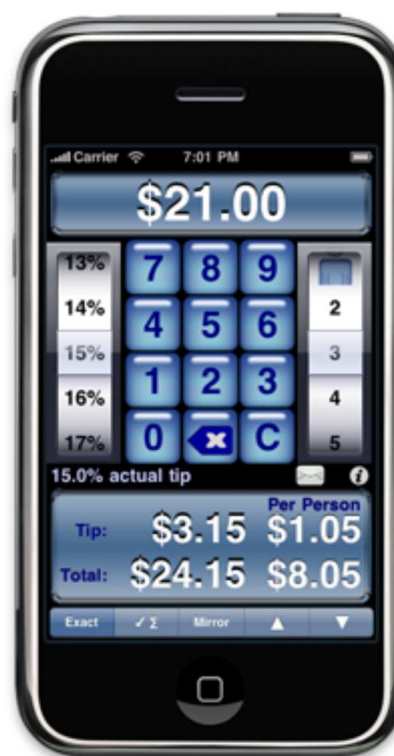 Carrier 7:01 PM
$21.00
13% 7 8 9
14% 4 5 6 2
15% 3
16% 1 2 3 4
17% 0 x C 5
15.0% actual tip i
Per Person
Tip: $3.15 $1.05
Total: $24.15 $8.05
Exact ✓ Σ Mirror ▲ ▼